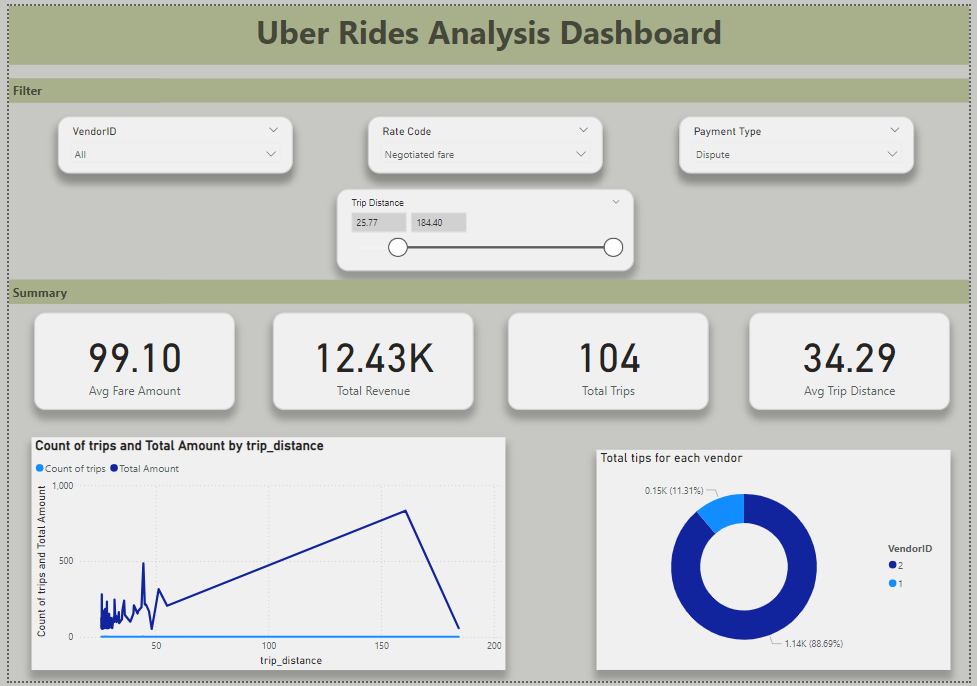 Uber Rides Analysis Dashboard
Filter
VendorID
All
Rate Code
Negotiated fare
Payment Type
Dispute
Trip Distance
25.77 184.40
Summary
99.10
Avg Fare Amount
12.43K
Total Revenue
104
Total Trips
34.29
Avg Trip Distance
Count of trips and Total Amount by trip_distance
Count of trips Total Amount
Count of trips and Total Amount
1,000
500
0
50 100 150 200
trip_distance
Total tips for each vendor
0.15K (11.31%)
1.14K (88.69%)
VendorID
2
1